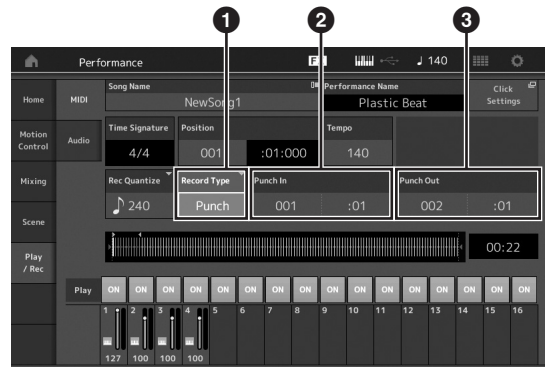 1 2 3
Performance 140
Home MIDI Song Name NewSong1 Performance Name Plastic Beat Click Settings
Motion Control Audio Time Signature 4/4 Position 001 :01:000 Tempo 140
Mixing Rec Quantize 240 Record Type Punch Punch In 001 :01 Punch Out 002 :01
Scene
Play / Rec 00:22
Play ON ON ON ON ON ON ON ON ON ON ON ON ON ON ON ON
1 2 3 4 5 6 7 8 9 10 11 12 13 14 15 16
127 100 100 100